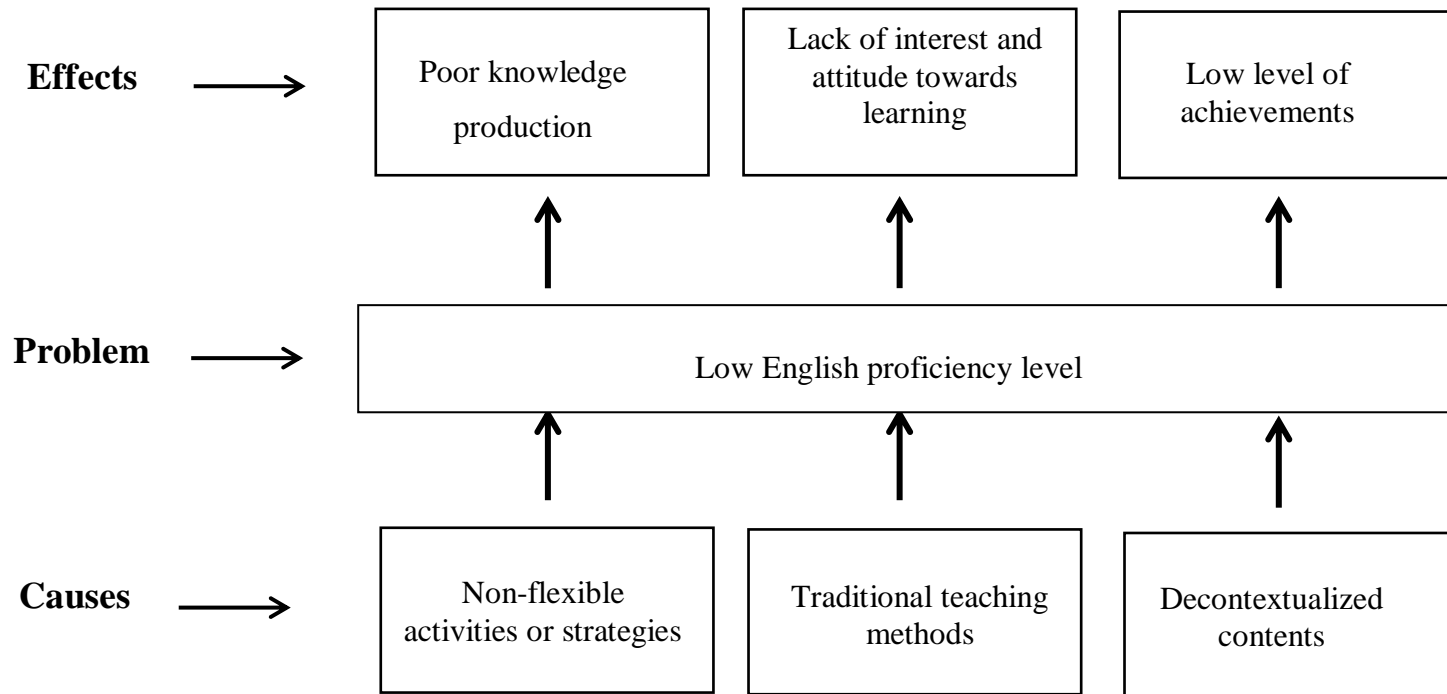 Effects
Poor knowledge
production
Lack of interest and
attitude towards
learning
Low level of
achievements
Problem
Low English proficiency level
Causes
Non-flexible
activities or strategies
Traditional teaching
methods
Decontextualized
contents